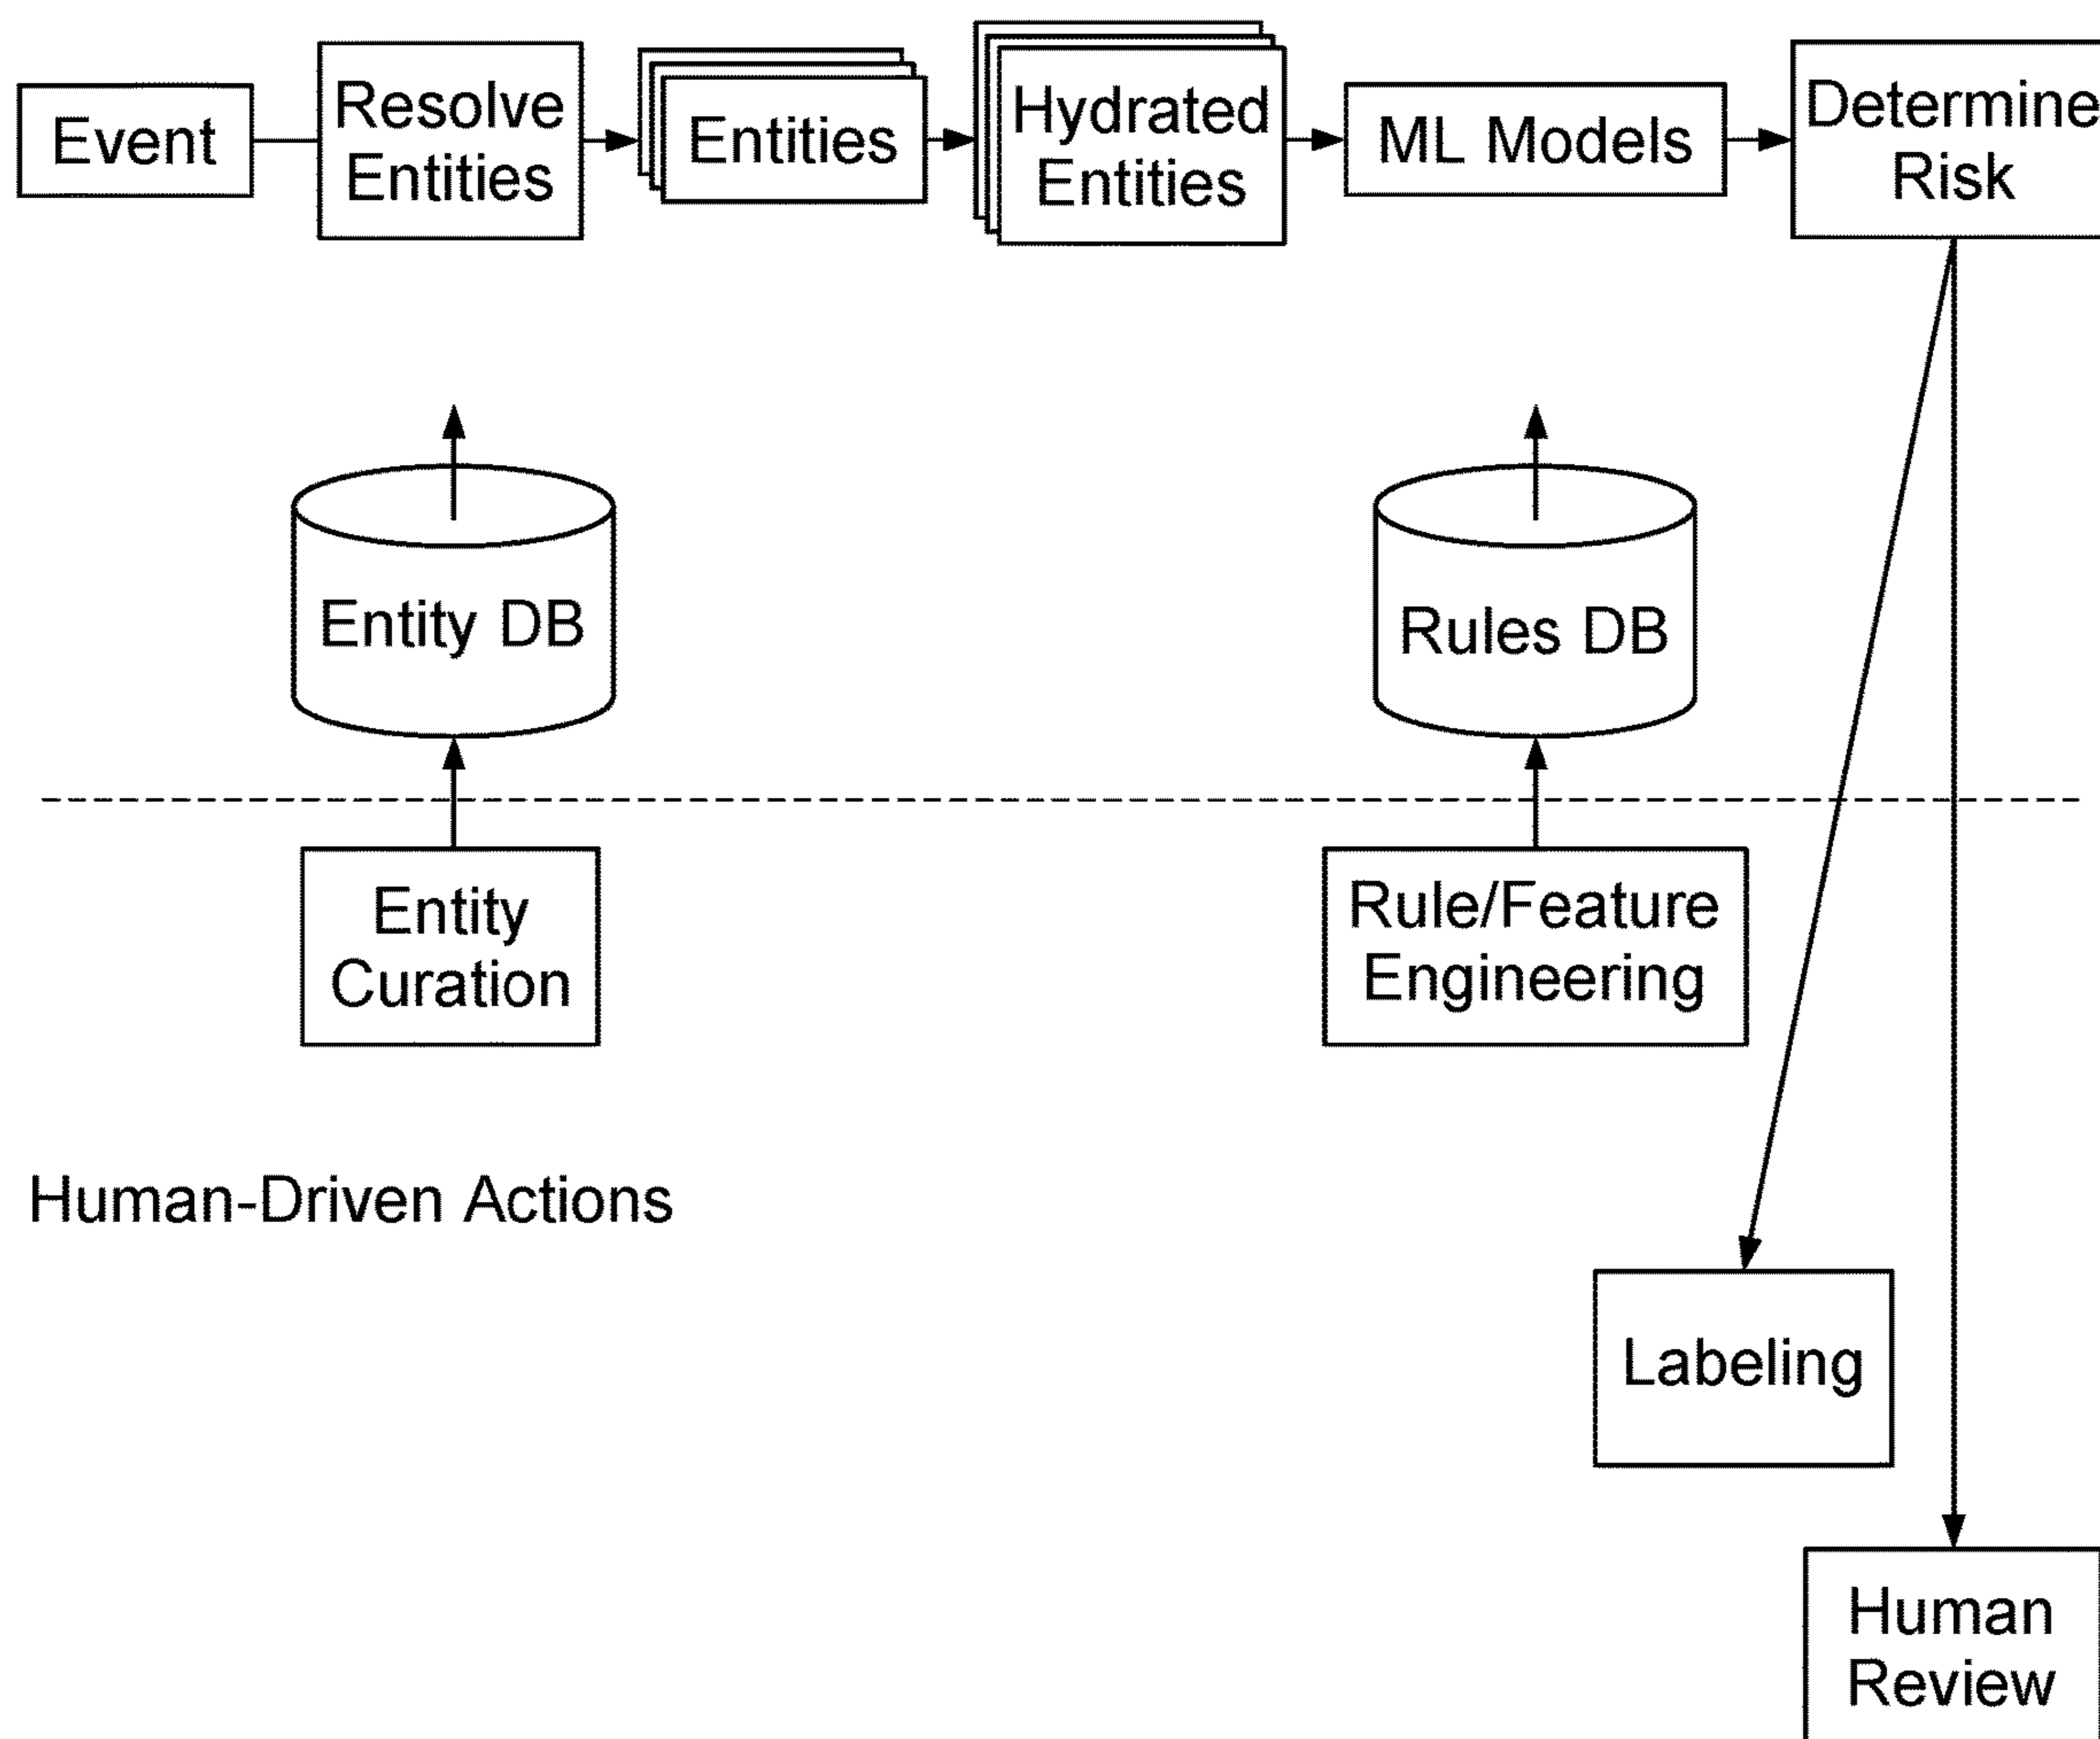 Event
Resolve
Entities
Entities
Hydrated
Entities
ML Models
Determine
Risk
Entity DB
Rules DB
Entity
Curation
Rule/Feature
Engineering
Human-Driven Actions
Labeling
Human
Review